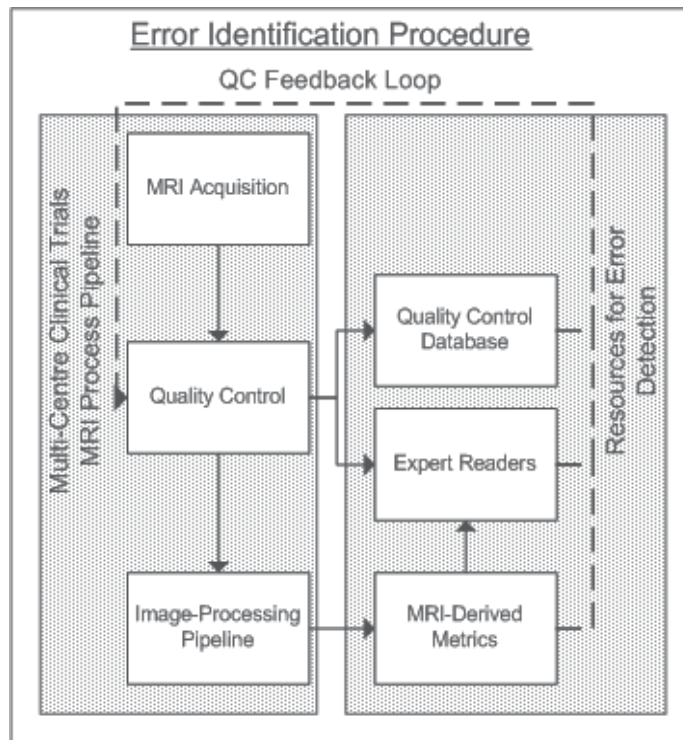 Error Identification Procedure
QC Feedback Loop
Multi-Centre Clinical Trials
MRI Process Pipeline
MRI Acquisition
Quality Control
Image-Processing
Pipeline
Quality Control
Database
Expert Readers
MRI-Derived
Metrics
Resources for Error
Detection